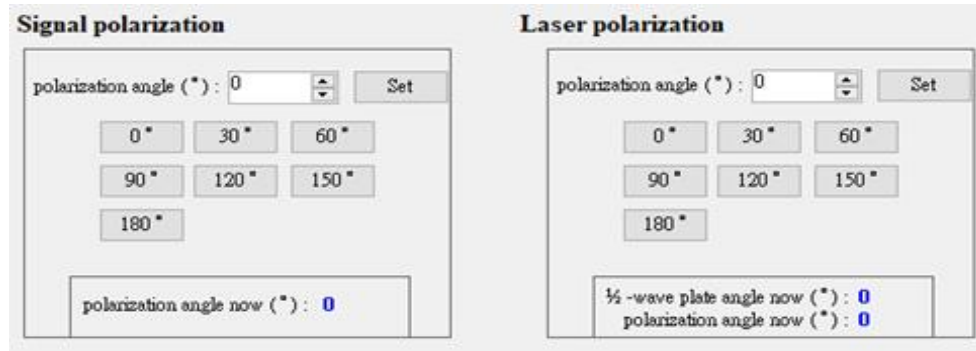 Signal polarization
polarization angle (°) : 0 Set
0° 30° 60°
90° 120° 150°
180°
polarization angle now (°) : 0
Laser polarization
polarization angle (°) : 0 Set
0° 30° 60°
90° 120° 150°
180°
½ -wave plate angle now (°) : 0
polarization angle now (°) : 0